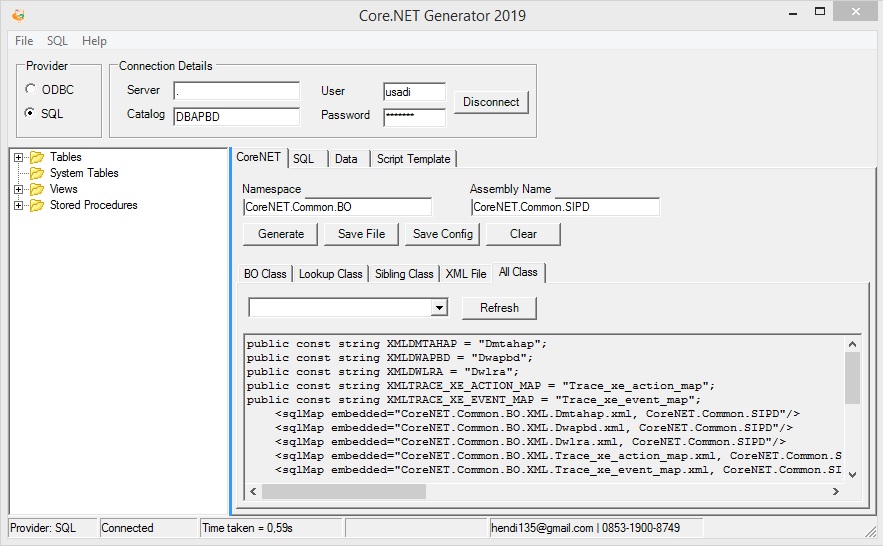 Core.NET Generator 2019
File SQL Help
Provider
ODBC
SQL
Connection Details
Server .
Catalog DBAPBD
User usadi
Password *******
Disconnect
Tables
System Tables
Views
Stored Procedures
CoreNET SQL Data Script Template
Namespace
CoreNET.Common.BO
Assembly Name
CoreNET.Common.SIPD
Generate Save File Save Config Clear
BO Class Lookup Class Sibling Class XML File All Class
Refresh
public const string XMLDMTAHAP = "Dmtahap";
public const string XMLDWAPBD = "Dwapbd";
public const string XMLDWLRA = "Dwlra";
public const string XMLTRACE_XE_ACTION_MAP = "Trace_xe_action_map";
public const string XMLTRACE_XE_EVENT_MAP = "Trace_xe_event_map";
<sqlMap embedded="CoreNET.Common.BO.XML.Dmtahap.xml, CoreNET.Common.SIPD"/>
<sqlMap embedded="CoreNET.Common.BO.XML.Dwapbd.xml, CoreNET.Common.SIPD"/>
<sqlMap embedded="CoreNET.Common.BO.XML.Dwlra.xml, CoreNET.Common.SIPD"/>
<sqlMap embedded="CoreNET.Common.BO.XML.Trace_xe_action_map.xml, CoreNET.Common.S
<sqlMap embedded="CoreNET.Common.BO.XML.Trace_xe_event_map.xml, CoreNET.Common.SI
Provider: SQL Connected Time taken = 0,59s hendi135@gmail.com | 0853-1900-8749